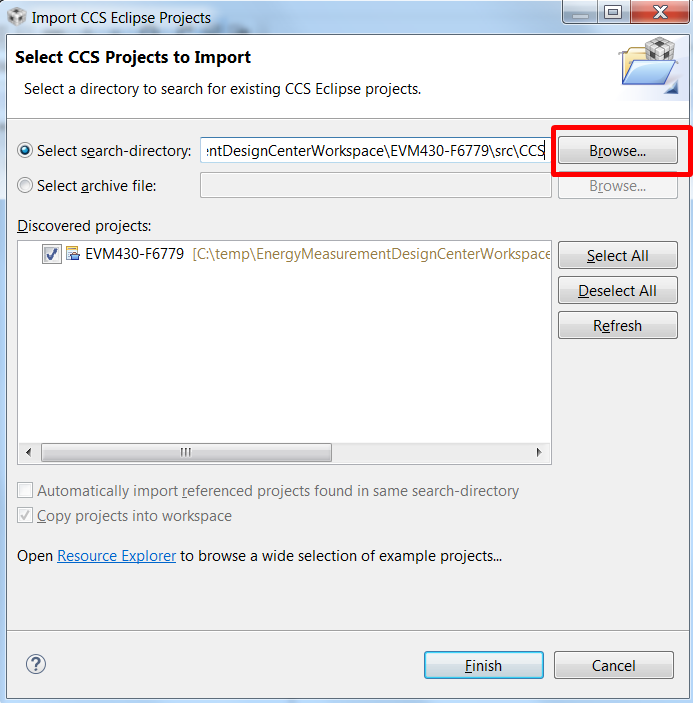 Import CCS Eclipse Projects
Select CCS Projects to Import
Select a directory to search for existing CCS Eclipse projects.
Select search-directory: entDesignCenterWorkspace\EVM430-F6779\src\CCS Browse...
Select archive file: Browse...
Discovered projects:
EVM430-F6779 [C:\temp\EnergyMeasurementDesignCenterWorkspace
Select All
Deselect All
Refresh
Automatically import referenced projects found in same search-directory
Copy projects into workspace
Open Resource Explorer to browse a wide selection of example projects...
? Finish Cancel